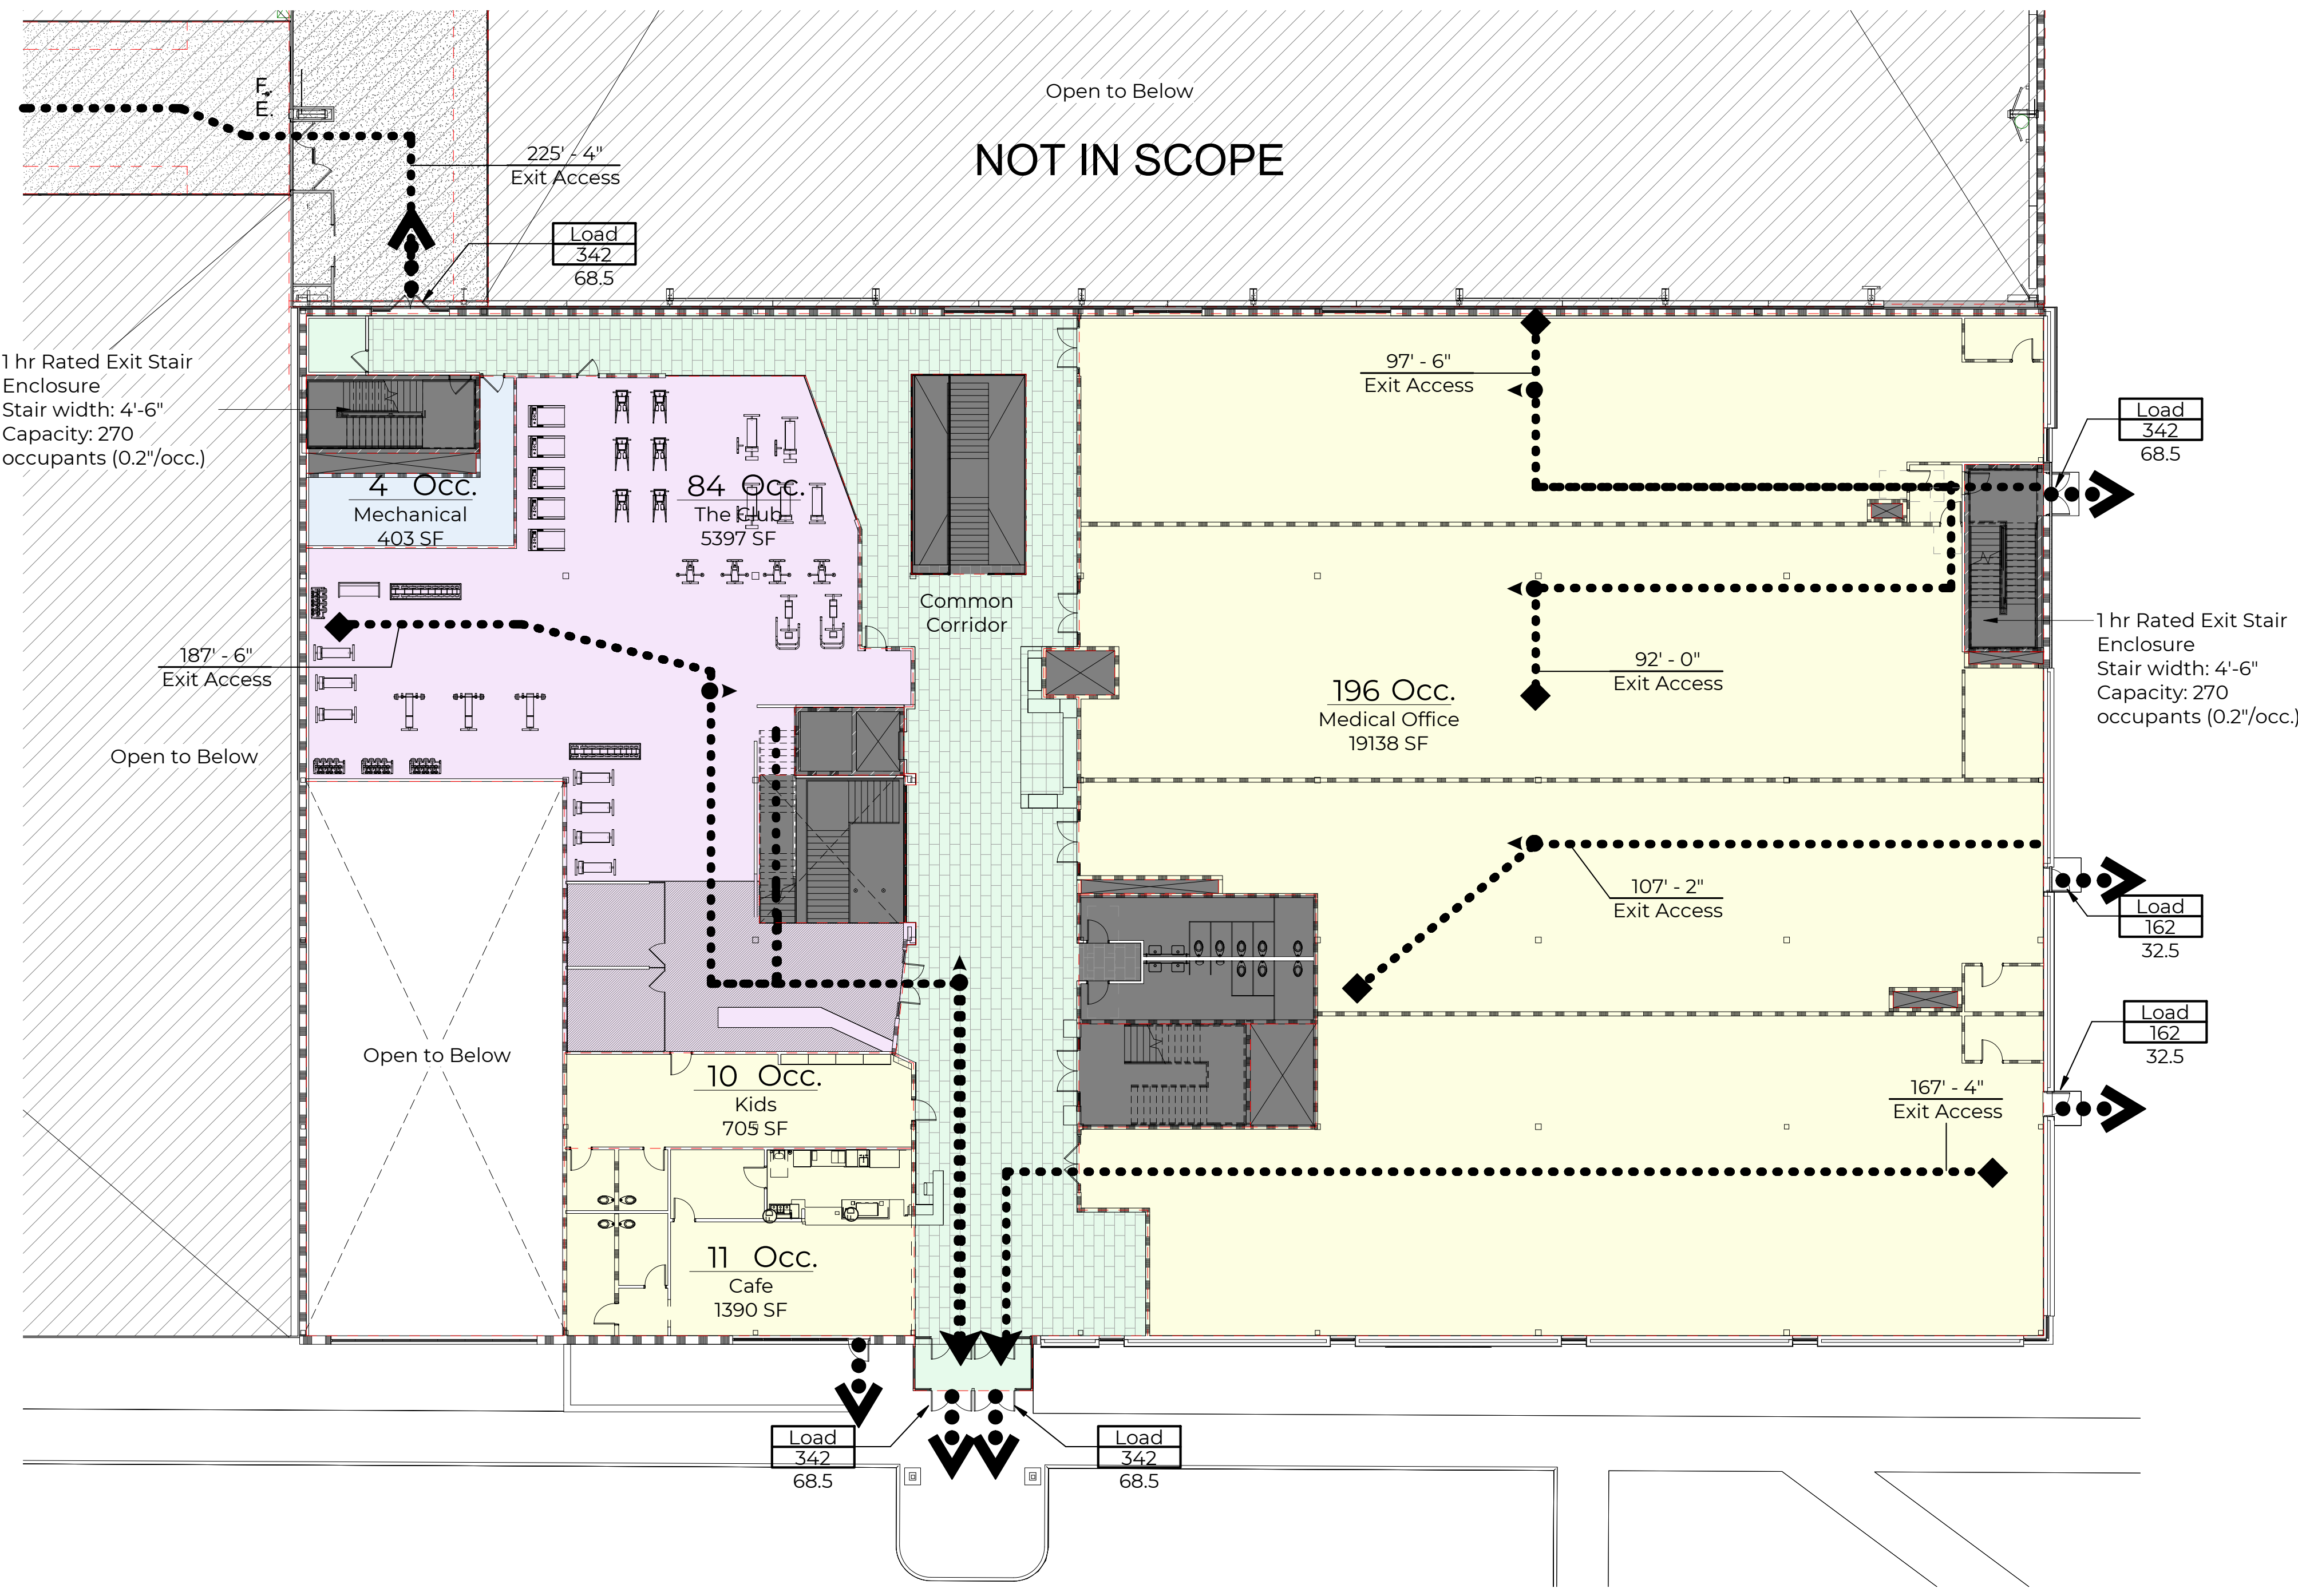 Open to Below
NOT IN SCOPE
F.
E.
225' - 4"
Exit Access
Load
342
68.5
1 hr Rated Exit Stair
Enclosure
Stair width: 4'-6"
Capacity: 270
occupants (0.2"/occ.)
97' - 6"
Exit Access
Load
342
68.5
4 Occ.
Mechanical
403 SF
84 Occ.
The Club
5397 SF
Common
Corridor
187' - 6"
Exit Access
92' - 0"
Exit Access
196 Occ.
Medical Office
19138 SF
1 hr Rated Exit Stair
Enclosure
Stair width: 4'-6"
Capacity: 270
occupants (0.2"/occ.)
Open to Below
107' - 2"
Exit Access
Load
162
32.5
Open to Below
Load
162
32.5
10 Occ.
Kids
705 SF
167' - 4"
Exit Access
11 Occ.
Cafe
1390 SF
Load
342
68.5
Load
342
68.5